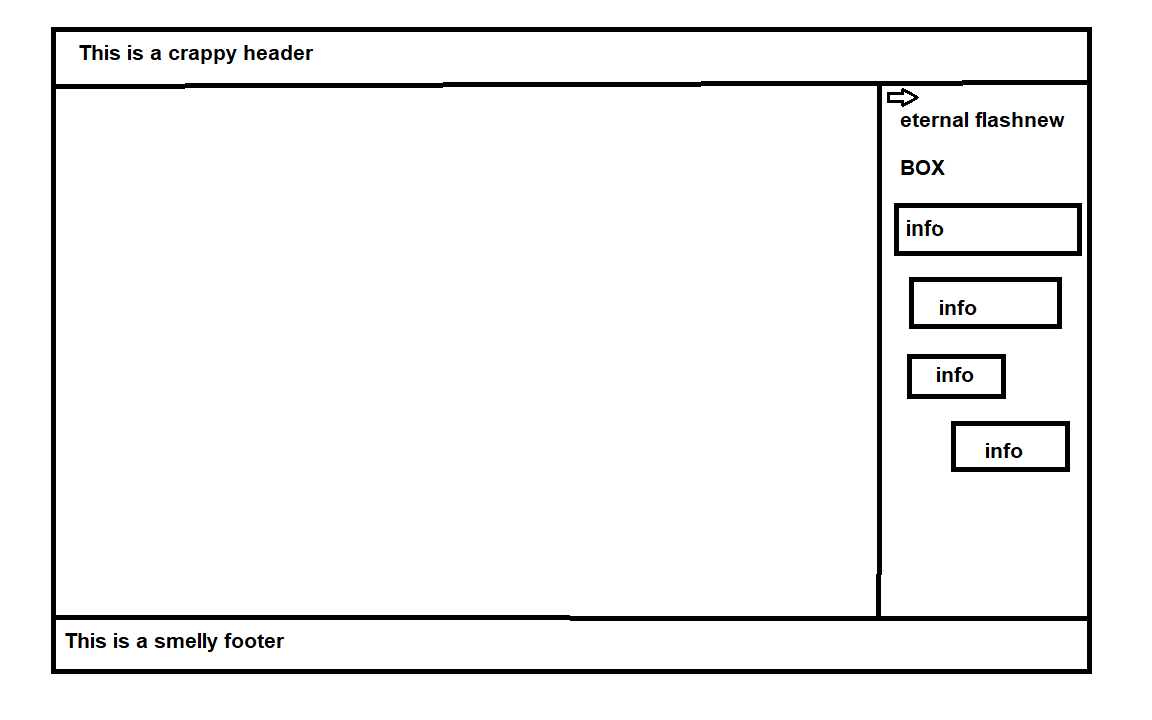 This is a crappy header
eternal flashnew
BOX
info
info
info
info
This is a smelly footer